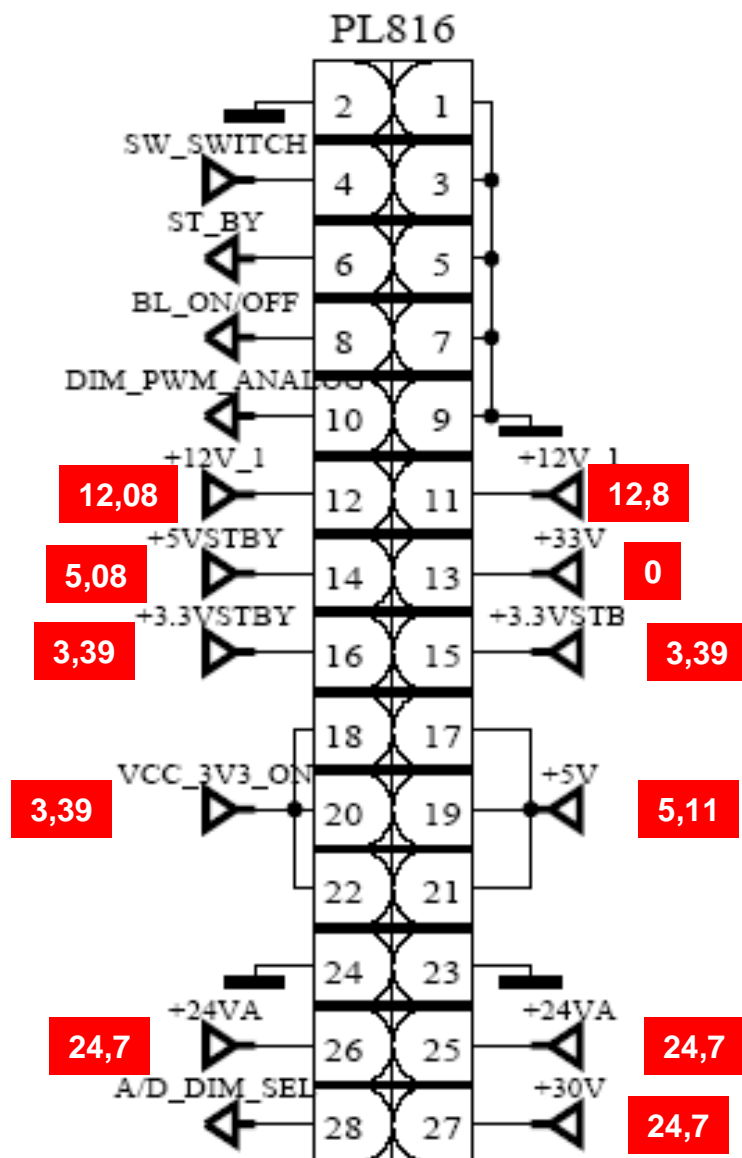 PL816
2 1
SW_SWITCH
4 3
ST_BY
6 5
BL_ON/OFF
8 7
DIM_PWM_ANALOG
10 9
+12V_1 +12V_1
12,08 12 11 12,8
+5VSTBY +33V
5,08 14 13 0
+3.3VSTBY +3.3VSTB
3,39 16 15 3,39
18 17
VCC_3V3_ON +5V
3,39 20 19 5,11
22 21
24 23
+24VA +24VA
24,7 26 25 24,7
A/D_DIM_SEL +30V
28 27 24,7